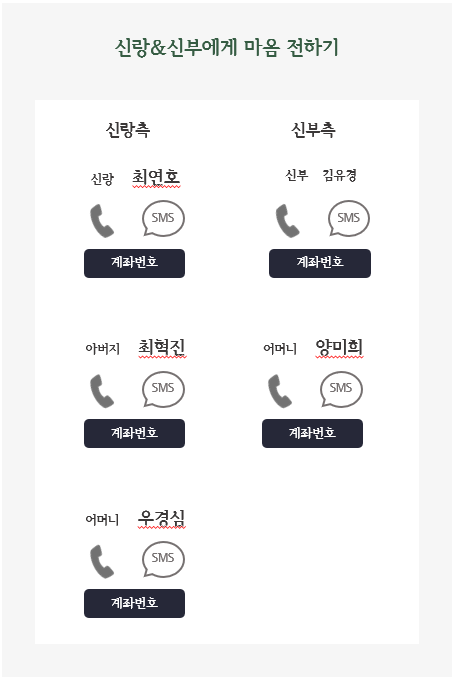 신랑&신부에게 마음 전하기
신랑측 신부측
신랑 최연호 신부 김유경
SMS SMS
계좌번호 계좌번호
아버지 최혁진 어머니 양미희
SMS SMS
계좌번호 계좌번호
어머니 우경심
SMS
계좌번호